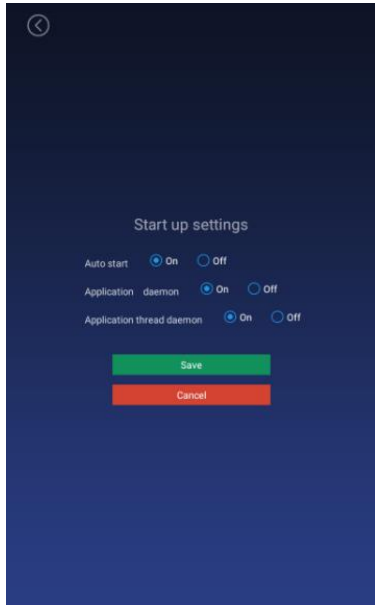 Start up settings
Auto start On Off
Application daemon On Off
Application thread daemon On Off
Save
Cancel